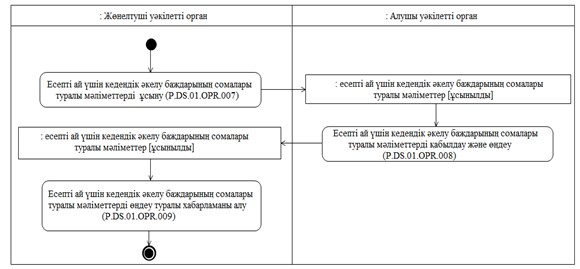 : Жөнелтуші уәкілетті орган
: Алушы уәкілетті орган
Есепті ай үшін кедендік әкелу баждарының сомалары
туралы мәліметтерді ұсыну (P.DS.01.OPR.007)
: есепті ай үшін кедендік әкелу баждарының сомалары
туралы мәліметтер [ұсынылды]
: есепті ай үшін кедендік әкелу баждарының сомалары
туралы мәліметтер [ұсынылды]
Есепті ай үшін кедендік әкелу баждарының сомалары
туралы мәліметтерді қабылдау және өңдеу
(P.DS.01.OPR.008)
Есепті ай үшін кедендік әкелу баждарының сомалары
туралы мәліметтерді өңдеу туралы хабарламаны алу
(P.DS.01.OPR.009)